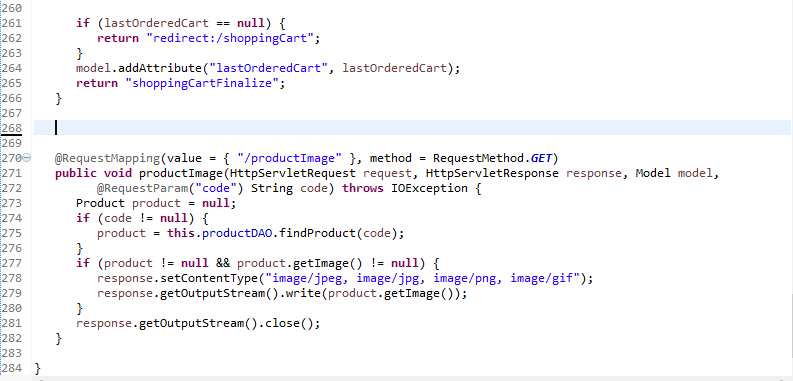 260
261 if (lastOrderedCart == null) {
262 return "redirect:/shoppingCart";
263 }
264 model.addAttribute("lastOrderedCart", lastOrderedCart);
265 return "shoppingCartFinalize";
266 }
267
268
269
270 @RequestMapping(value = { "/productImage" }, method = RequestMethod.GET)
271 public void productImage(HttpServletRequest request, HttpServletResponse response, Model model,
272 @RequestParam("code") String code) throws IOException {
273 Product product = null;
274 if (code != null) {
275 product = this.productDAO.findProduct(code);
276 }
277 if (product != null && product.getImage() != null) {
278 response.setContentType("image/jpeg, image/jpg, image/png, image/gif");
279 response.getOutputStream().write(product.getImage());
280 }
281 response.getOutputStream().close();
282 }
283
284 }